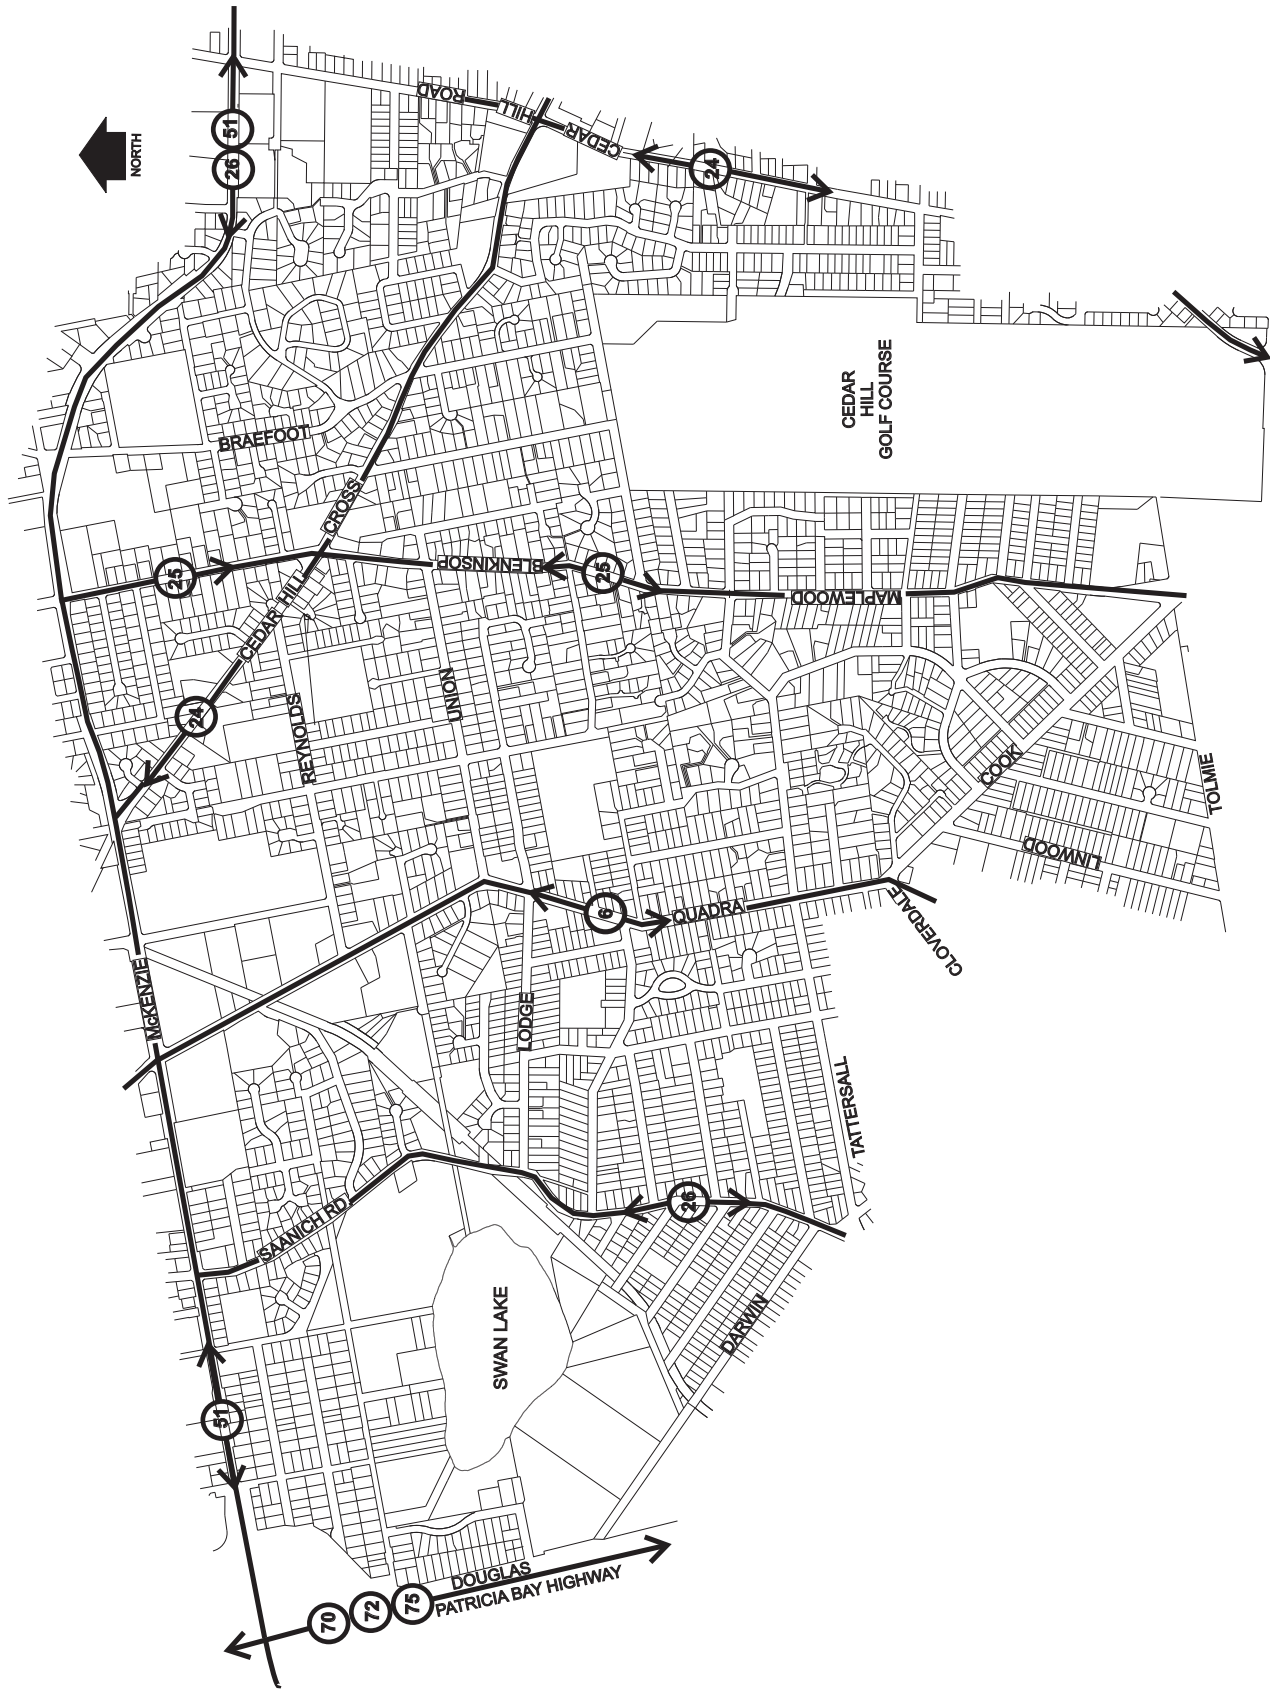 NORTH
26
51
24
CEDAR
HILL
ROAD
BRAEFOOT
CEDAR
HILL
GOLF COURSE
25
CEDAR HILL
CROSS
BLENKINSOP
25
MAPLEWOOD
24
REYNOLDS
UNION
COOK
TOLMIE
LINWOOD
McKENZIE
6
QUADRA
CLOVERDALE
LODGE
TATTERSALL
SAANICH RD
26
51
SWAN LAKE
DARWIN
70
72
75
DOUGLAS
PATRICIA BAY HIGHWAY